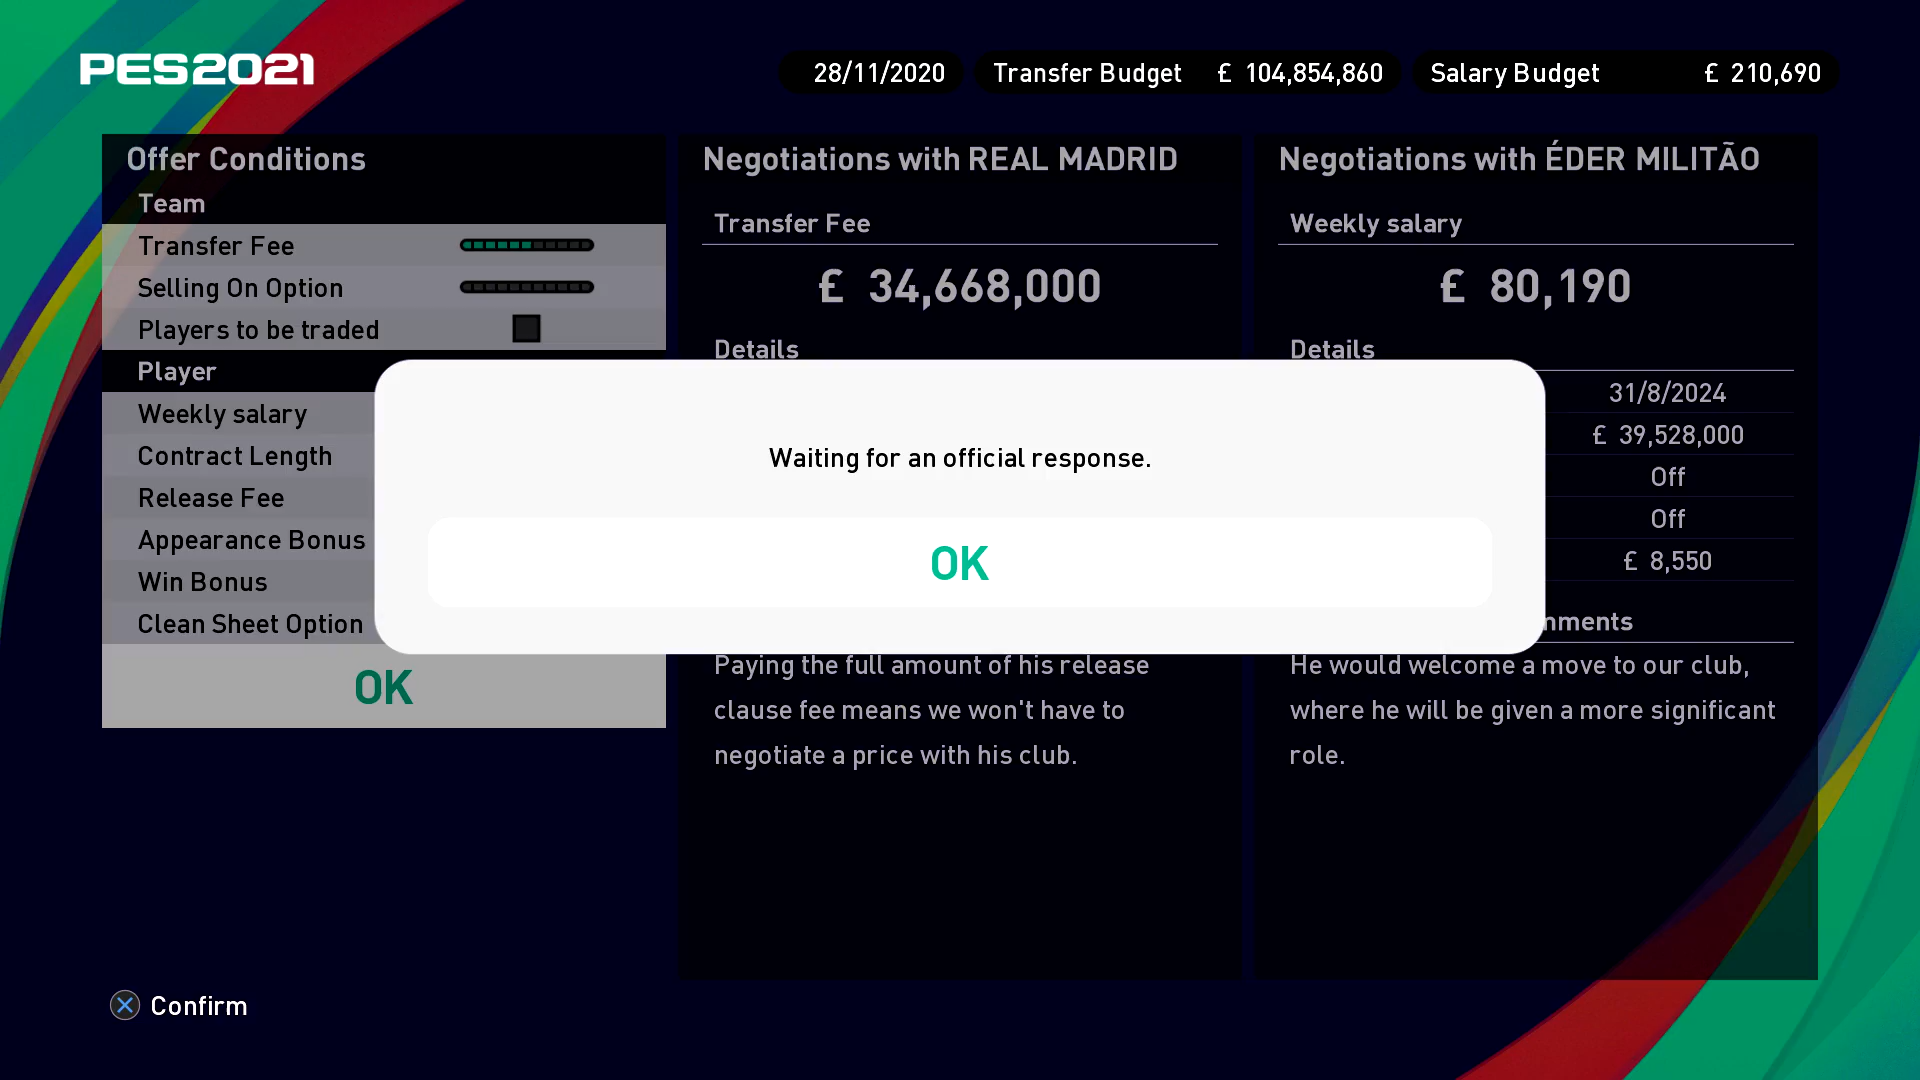 PES2021
28/11/2020
Transfer Budget £ 104,854,860
Salary Budget £ 210,690
Offer Conditions
Team
Transfer Fee
Selling On Option
Players to be traded
Player
Weekly salary
Contract Length
Release Fee
Appearance Bonus
Win Bonus
Clean Sheet Option
OK
Negotiations with REAL MADRID
Transfer Fee
£ 34,668,000
Details
Paying the full amount of his release
clause fee means we won't have to
negotiate a price with his club.
Negotiations with ÉDER MILITÃO
Weekly salary
£ 80,190
Details
31/8/2024
£ 39,528,000
Off
Off
£ 8,550
He would welcome a move to our club,
where he will be given a more significant
role.
Waiting for an official response.
OK
Confirm